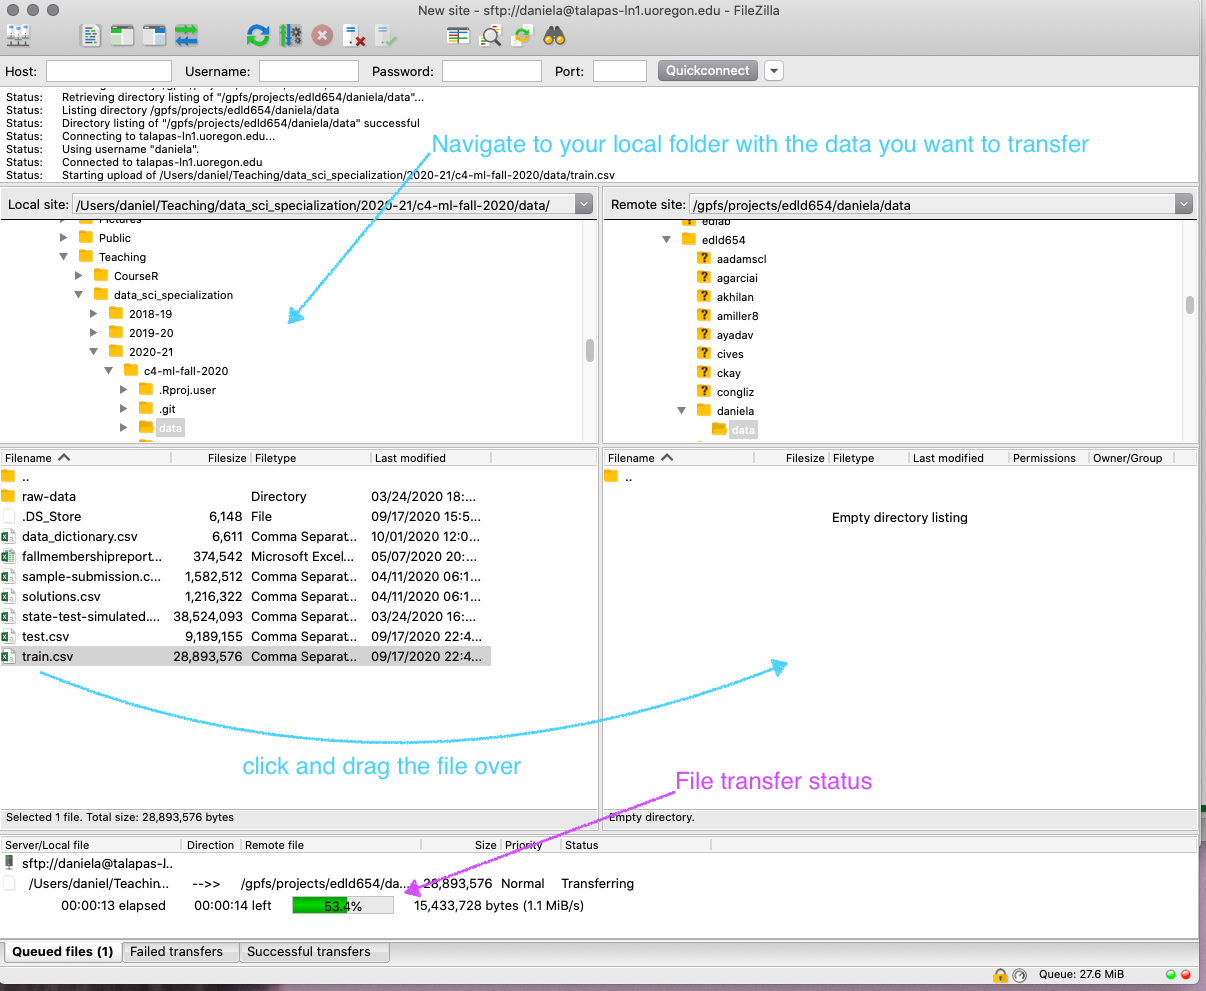 New site - sftp://daniela@talapas-ln1.uoregon.edu - FileZilla
Host: Username: Password: Port: Quickconnect
Status: Retrieving directory listing of "/gpfs/projects/edld654/daniela/data"...
Status: Listing directory /gpfs/projects/edld654/daniela/data
Status: Directory listing of "/gpfs/projects/edld654/daniela/data" successful
Status: Connecting to talapas-ln1.uoregon.edu...
Status: Using username "daniela".
Status: Connected to talapas-ln1.uoregon.edu
Status: Starting upload of /Users/daniel/Teaching/data_sci_specialization/2020-21/c4-ml-fall-2020/data/train.csv
Navigate to your local folder with the data you want to transfer
Local site: /Users/daniel/Teaching/data_sci_specialization/2020-21/c4-ml-fall-2020/data/
Pictures
Public
Teaching
CourseR
data_sci_specialization
2018-19
2019-20
2020-21
c4-ml-fall-2020
.Rproj.user
.git
data
Remote site: /gpfs/projects/edld654/daniela/data
edlab
edld654
? aadamscl
? agarciai
? akhilan
? amiller8
? ayadav
? cives
? ckay
? congliz
daniela
data
Filename Filesize Filetype Last modified
..
raw-data Directory 03/24/2020 18:...
.DS_Store 6,148 File 09/17/2020 15:5...
data_dictionary.csv 6,611 Comma Separat... 10/01/2020 12:0...
fallmembershipreport... 374,542 Microsoft Excel... 05/07/2020 20:...
sample-submission.c... 1,582,512 Comma Separat... 04/11/2020 06:1...
solutions.csv 1,216,322 Comma Separat... 04/11/2020 06:1...
state-test-simulated.... 38,524,093 Comma Separat... 03/24/2020 16:...
test.csv 9,189,155 Comma Separat... 09/17/2020 22:4...
train.csv 28,893,576 Comma Separat... 09/17/2020 22:4...
Filename Filesize Filetype Last modified Permissions Owner/Group
..
Empty directory listing
click and drag the file over
File transfer status
Selected 1 file. Total size: 28,893,576 bytes
Empty directory.
Server/Local file Direction Remote file Size Priority Status
sftp://daniela@talapas-l..
/Users/daniel/Teachin... -->> /gpfs/projects/edld654/da... 28,893,576 Normal Transferring
00:00:13 elapsed 00:00:14 left 53.4% 15,433,728 bytes (1.1 MiB/s)
Queued files (1) Failed transfers Successful transfers
Queue: 27.6 MiB